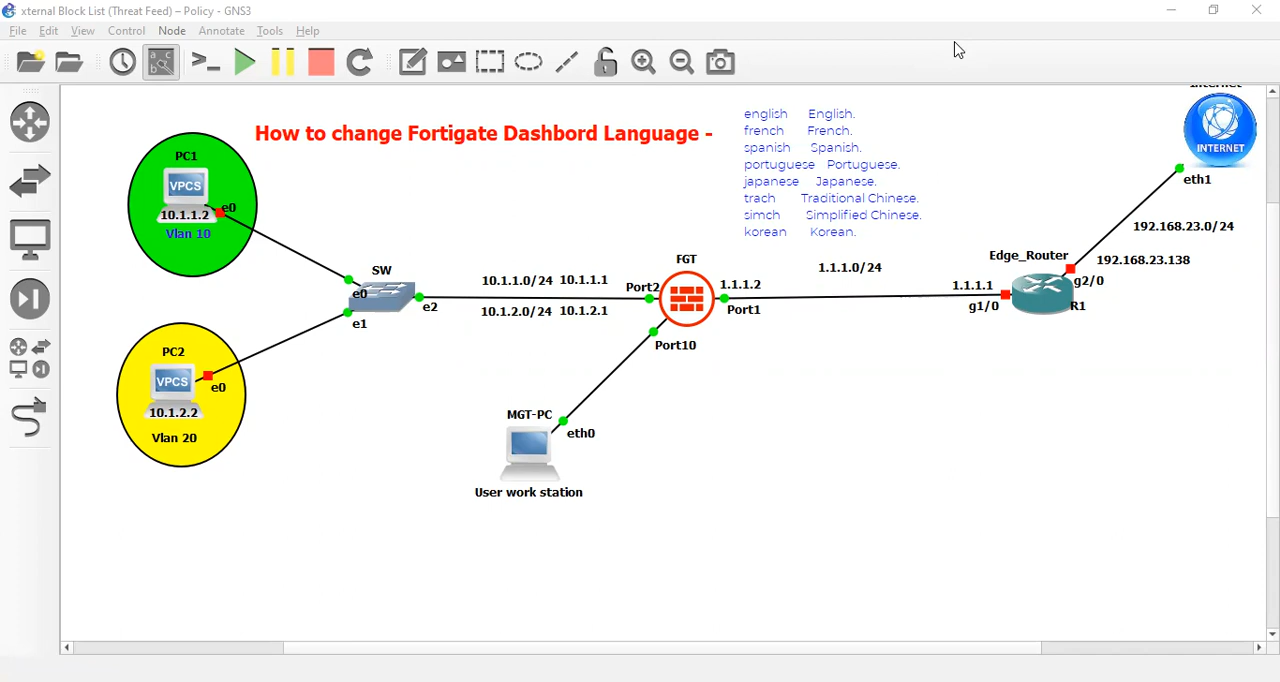 xternal Block List (Threat Feed) – Policy - GNS3
File Edit View Control Node Annotate Tools Help
How to change Fortigate Dashbord Language -
english English.
french French.
spanish Spanish.
portuguese Portuguese.
japanese Japanese.
trach Traditional Chinese.
simch Simplified Chinese.
korean Korean.
Internet
INTERNET
eth1
192.168.23.0/24
192.168.23.138
Edge_Router
g2/0
R1
1.1.1.1
g1/0
1.1.1.0/24
FGT
1.1.1.2
Port1
Port2
Port10
10.1.1.0/24 10.1.1.1
10.1.2.0/24 10.1.2.1
SW
e0
e1
e2
PC1
VPCS
10.1.1.2
e0
Vlan 10
PC2
VPCS
e0
10.1.2.2
Vlan 20
MGT-PC
eth0
User work station